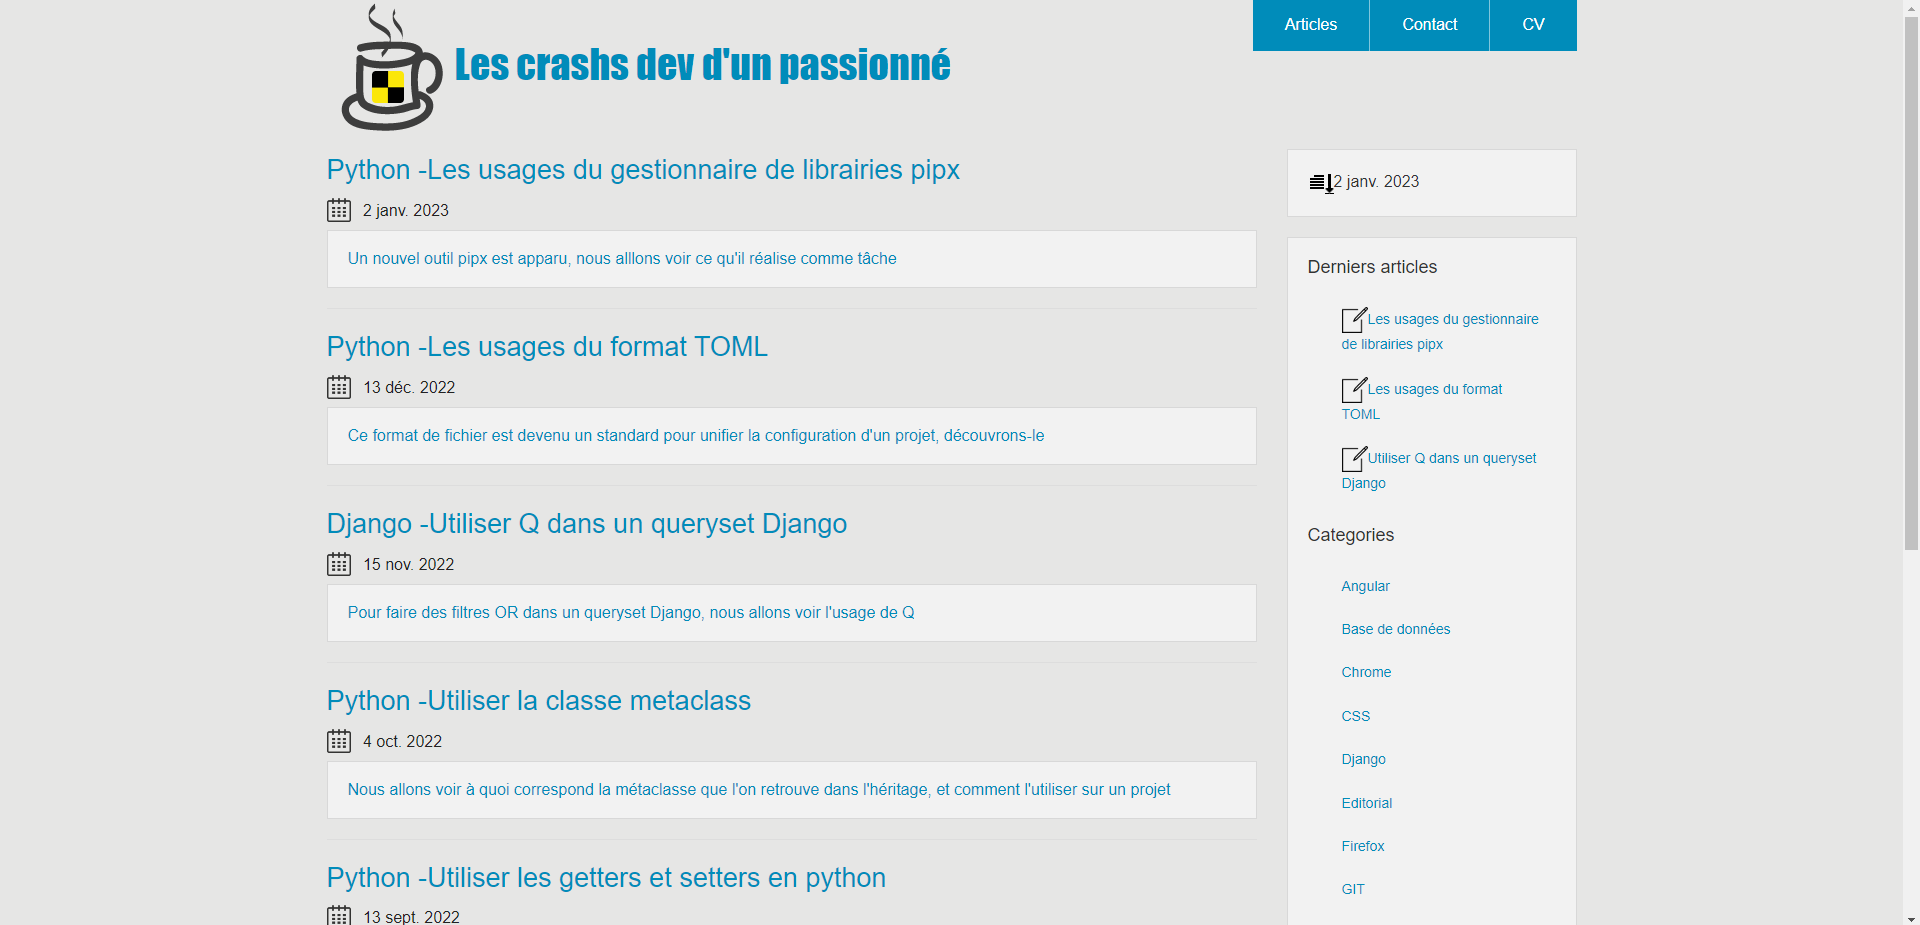 Les crashs dev d'un passionné
Articles
Contact
CV
Python -Les usages du gestionnaire de librairies pipx
2 janv. 2023
Un nouvel outil pipx est apparu, nous alllons voir ce qu'il réalise comme tâche
Python -Les usages du format TOML
13 déc. 2022
Ce format de fichier est devenu un standard pour unifier la configuration d'un projet, découvrons-le
Django -Utiliser Q dans un queryset Django
15 nov. 2022
Pour faire des filtres OR dans un queryset Django, nous allons voir l'usage de Q
Python -Utiliser la classe metaclass
4 oct. 2022
Nous allons voir à quoi correspond la métaclasse que l'on retrouve dans l'héritage, et comment l'utiliser sur un projet
Python -Utiliser les getters et setters en python
13 sept. 2022
2 janv. 2023
Derniers articles
Les usages du gestionnaire
de librairies pipx
Les usages du format
TOML
Utiliser Q dans un queryset
Django
Categories
Angular
Base de données
Chrome
CSS
Django
Editorial
Firefox
GIT